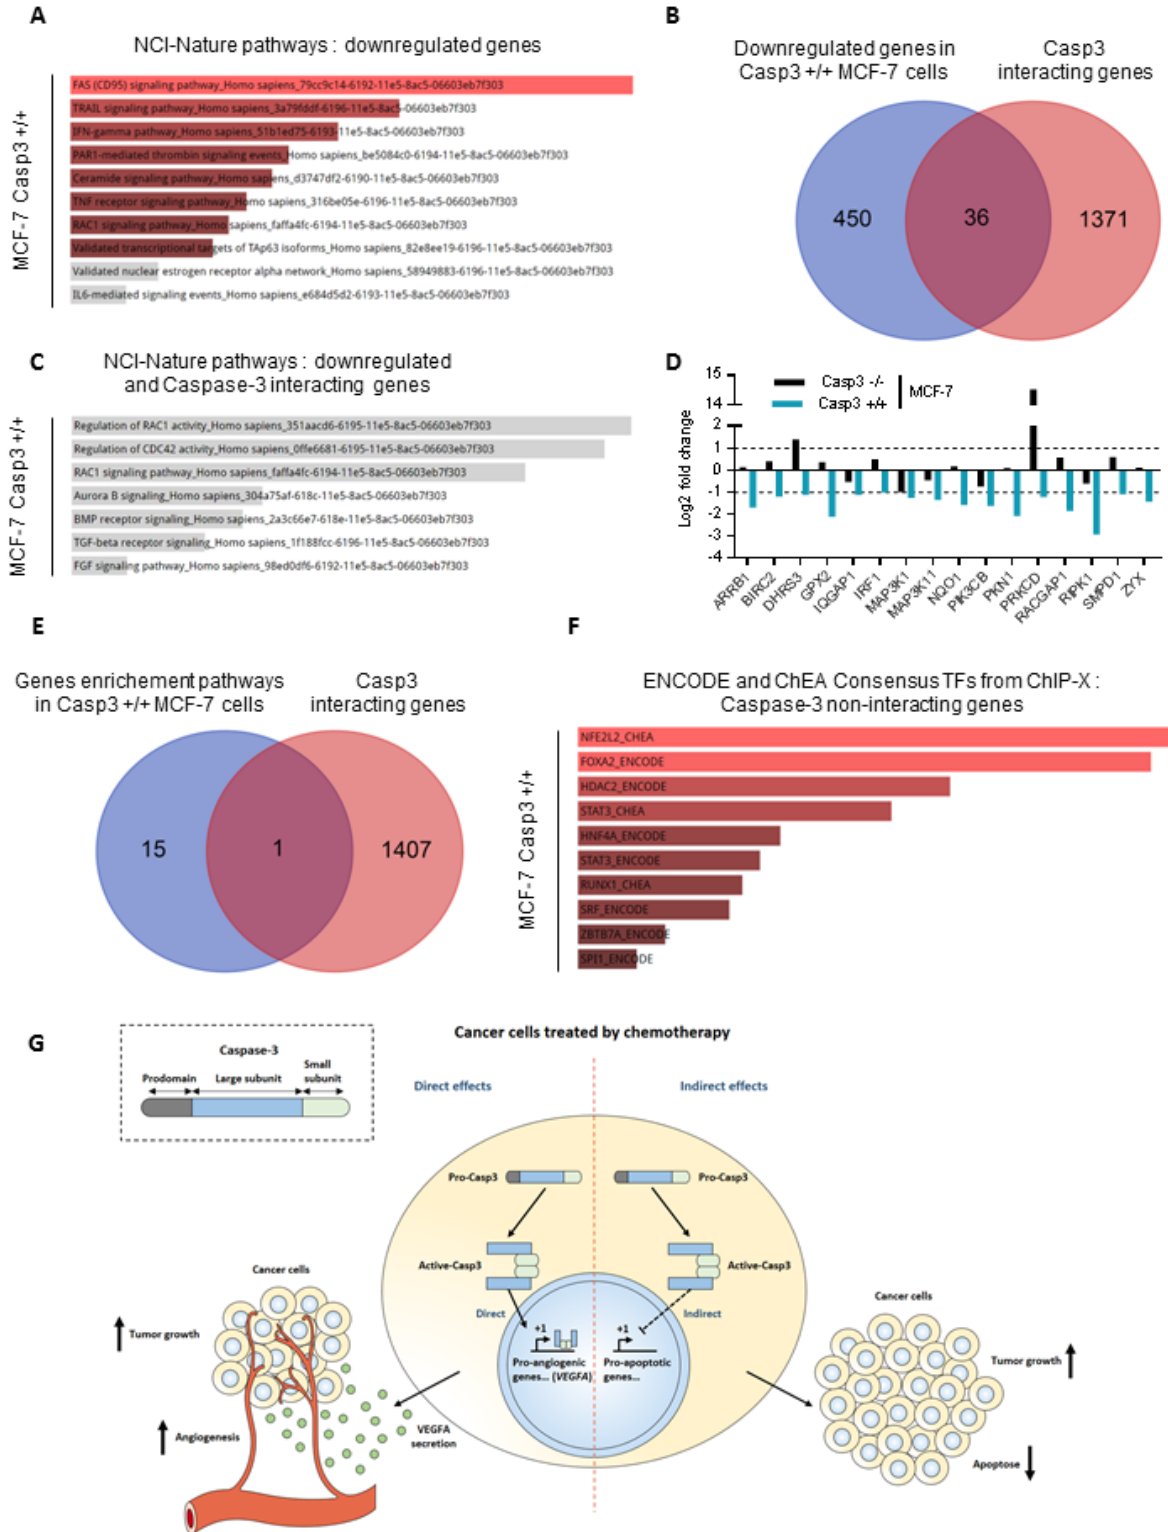 A
NCI-Nature pathways : downregulated genes
MCF-7 Casp3 +/+
FAS (CD95) signaling pathway_Homo sapiens_79cc9c14-6192-11e5-8ac5-06603eb7f303
TRAIL signaling pathway_Homo sapiens_3a79fddf-6196-11e5-8ac5-06603eb7f303
IFN-gamma pathway_Homo sapiens_51b1ed75-6193-11e5-8ac5-06603eb7f303
PAR1-mediated thrombin signaling events_Homo sapiens_be5084c0-6194-11e5-8ac5-06603eb7f303
Ceramide signaling pathway_Homo sapiens_d3747df2-6190-11e5-8ac5-06603eb7f303
TNF receptor signaling pathway_Homo sapiens_316be05e-6196-11e5-8ac5-06603eb7f303
RAC1 signaling pathway_Homo sapiens_faffa4fc-6194-11e5-8ac5-06603eb7f303
Validated transcriptional targets of TAp63 isoforms_Homo sapiens_82e8ee19-6196-11e5-8ac5-06603eb7f303
Validated nuclear estrogen receptor alpha network_Homo sapiens_58949883-6196-11e5-8ac5-06603eb7f303
IL6-mediated signaling events_Homo sapiens_e684d5d2-6193-11e5-8ac5-06603eb7f303
B
Downregulated genes in
Casp3 +/+ MCF-7 cells
Casp3
interacting genes
450
36
1371
C
NCI-Nature pathways : downregulated
and Caspase-3 interacting genes
MCF-7 Casp3 +/+
Regulation of RAC1 activity_Homo sapiens_351aacd6-6195-11e5-8ac5-06603eb7f303
Regulation of CDC42 activity_Homo sapiens_0ffe6681-6195-11e5-8ac5-06603eb7f303
RAC1 signaling pathway_Homo sapiens_faffa4fc-6194-11e5-8ac5-06603eb7f303
Aurora B signaling_Homo sapiens_304a75af-618c-11e5-8ac5-06603eb7f303
BMP receptor signaling_Homo sapiens_2a3c66e7-618e-11e5-8ac5-06603eb7f303
TGF-beta receptor signaling_Homo sapiens_1f188fcc-6196-11e5-8ac5-06603eb7f303
FGF signaling pathway_Homo sapiens_98ed0df6-6192-11e5-8ac5-06603eb7f303
D
Casp3 -/-
Casp3 +/+
MCF-7
Log2 fold change
15
14
2
1
0
-1
-2
-3
-4
ARRB1
BIRC2
DHRS3
GPX2
IQGAP1
IRF1
MAP3K1
MAP3K11
NQO1
PIK3CB
PKN1
PRKCD
RACGAP1
RIPK1
SMPD1
ZYX
E
Genes enrichement pathways
in Casp3 +/+ MCF-7 cells
Casp3
interacting genes
15
1
1407
F
ENCODE and ChEA Consensus TFs from ChIP-X :
Caspase-3 non-interacting genes
MCF-7 Casp3 +/+
NFE2L2_CHEA
FOXA2_ENCODE
HDAC2_ENCODE
STAT3_CHEA
HNF4A_ENCODE
STAT3_ENCODE
RUNX1_CHEA
SRF_ENCODE
ZBTB7A_ENCODE
SPI1_ENCODE
G
Caspase-3
Prodomain
Large subunit
Small
subunit
Cancer cells treated by chemotherapy
Direct effects
Indirect effects
Pro-Casp3
Pro-Casp3
Active-Casp3
Active-Casp3
Direct
Indirect
+1
+1
Pro-angiogenic
genes... (VEGFA)
Pro-apoptotic
genes...
Cancer cells
Tumor growth
Angiogenesis
VEGFA
secretion
Cancer cells
Tumor growth
Apoptose